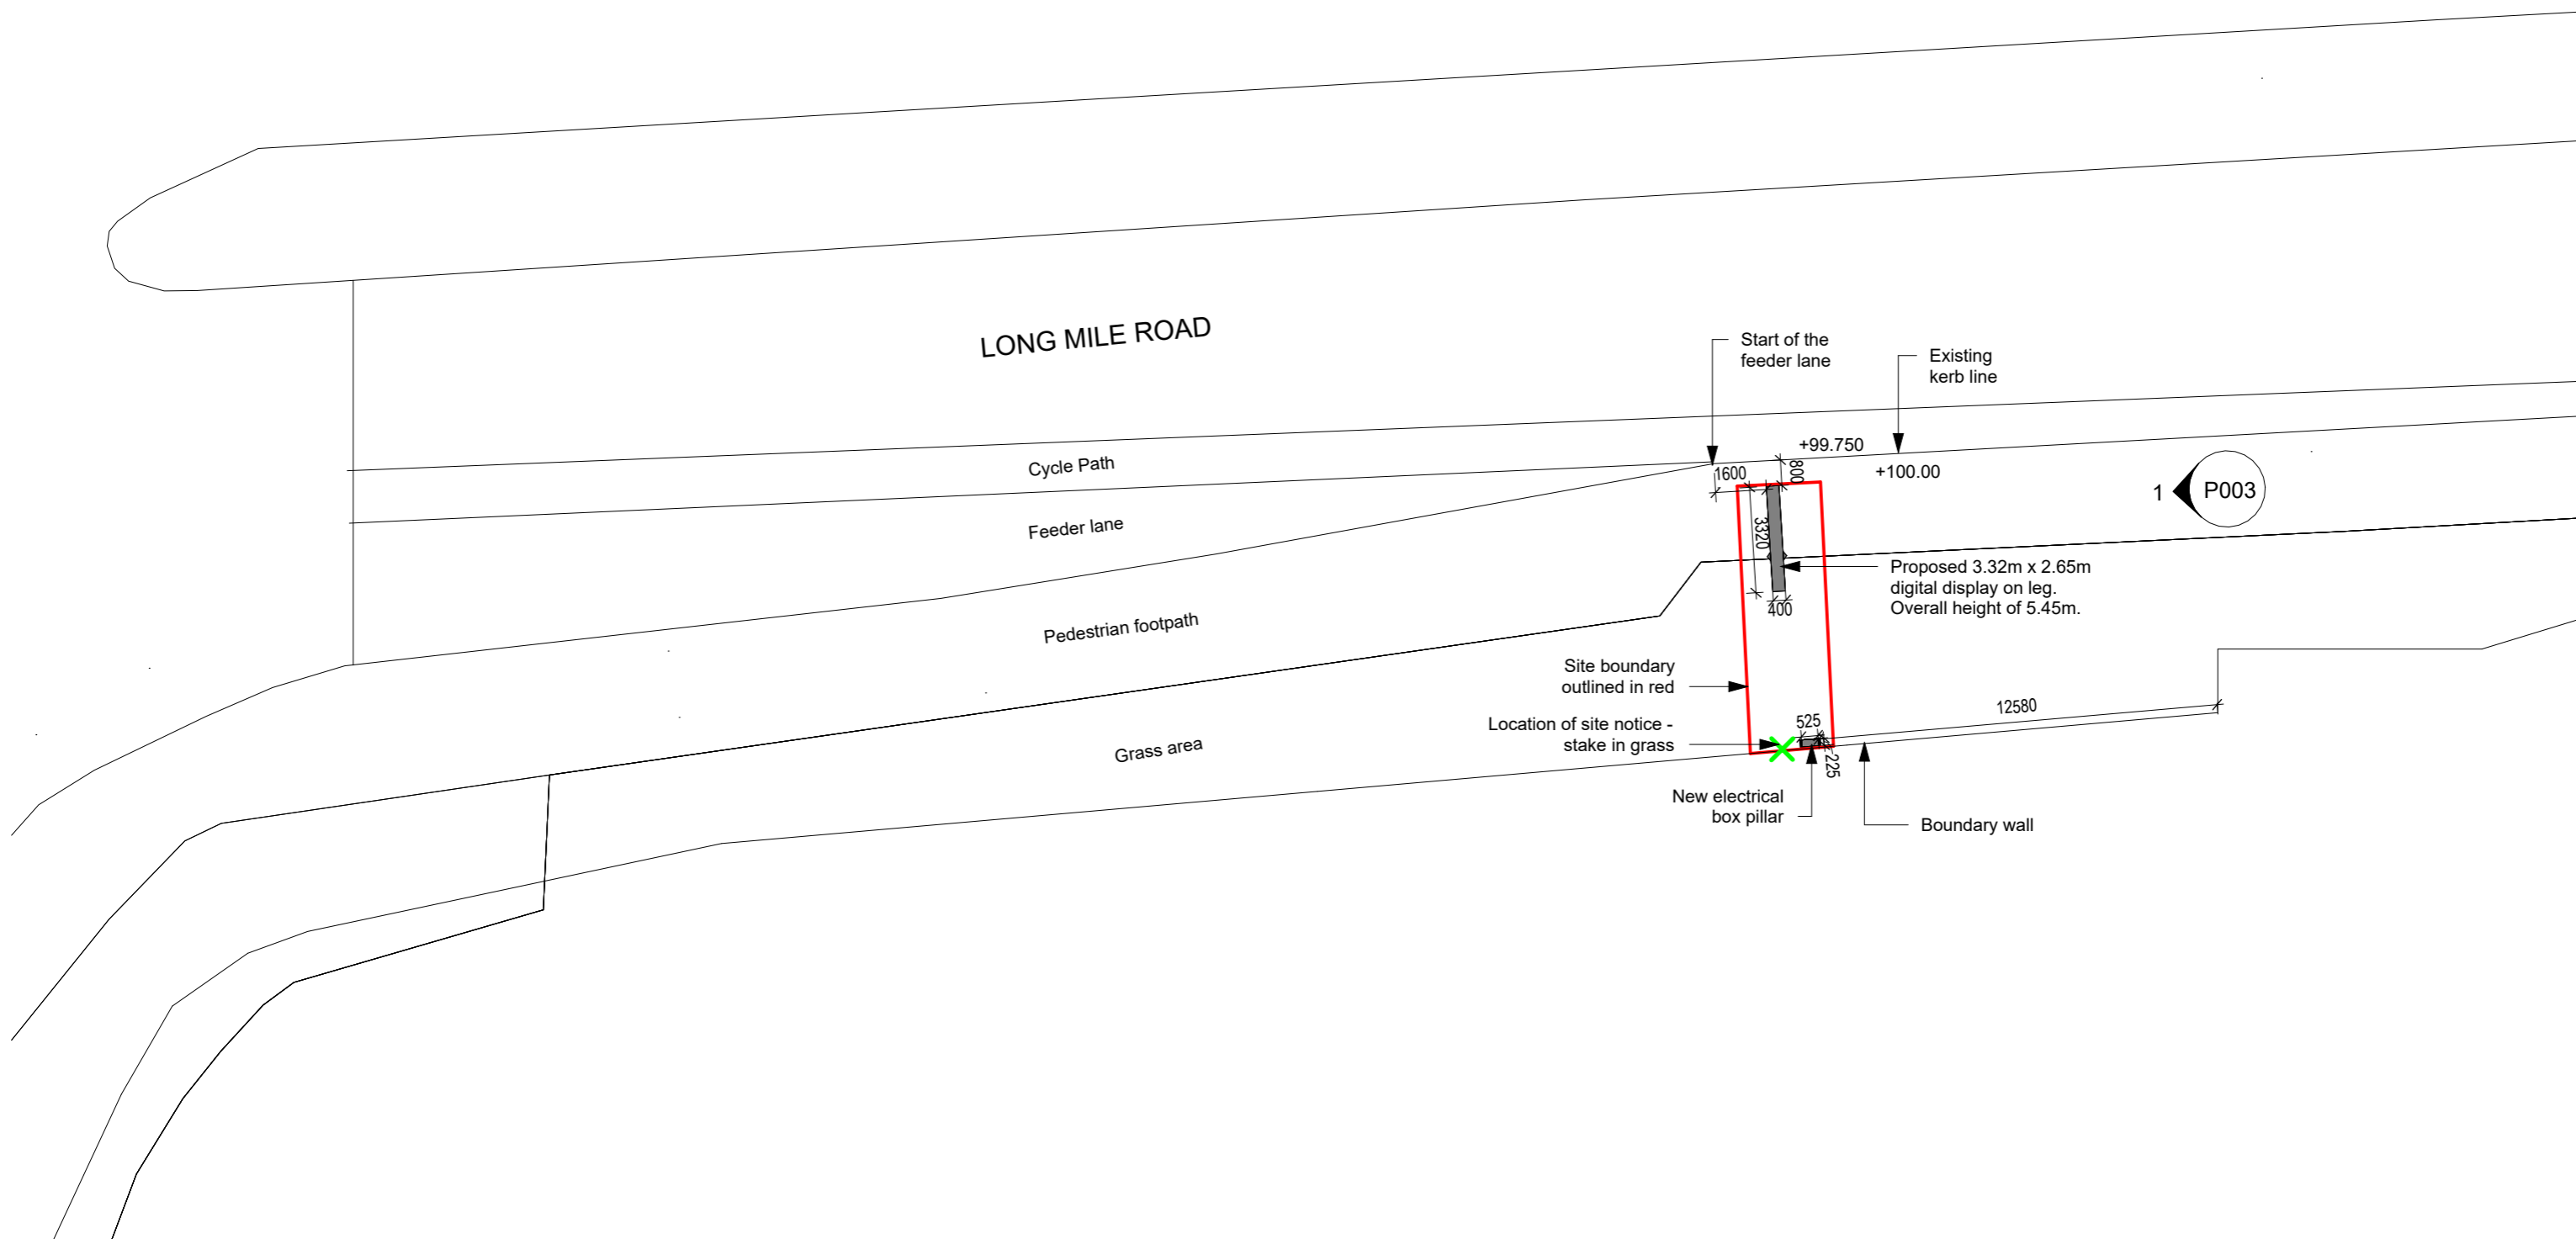 LONG MILE ROAD
Start of the
feeder lane
Existing
kerb line
+99.750
Cycle Path
1600
800
+100.00
1
P003
Feeder lane
3320
Proposed 3.32m x 2.65m
digital display on leg.
Overall height of 5.45m.
400
Pedestrian footpath
Site boundary
outlined in red
12580
Location of site notice -
stake in grass
525
Grass area
225
New electrical
box pillar
Boundary wall